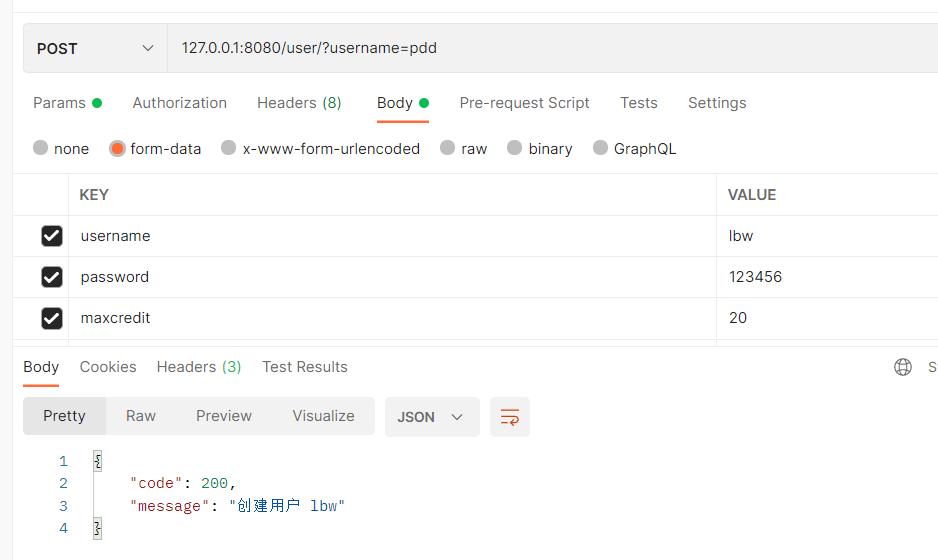 POST 127.0.0.1:8080/user/?username=pdd
Params Authorization Headers (8) Body Pre-request Script Tests Settings
none form-data x-www-form-urlencoded raw binary GraphQL
KEY VALUE
username lbw
password 123456
maxcredit 20
Body Cookies Headers (3) Test Results
Pretty Raw Preview Visualize JSON
1 {
2 "code": 200,
3 "message": "创建用户 lbw"
4 }